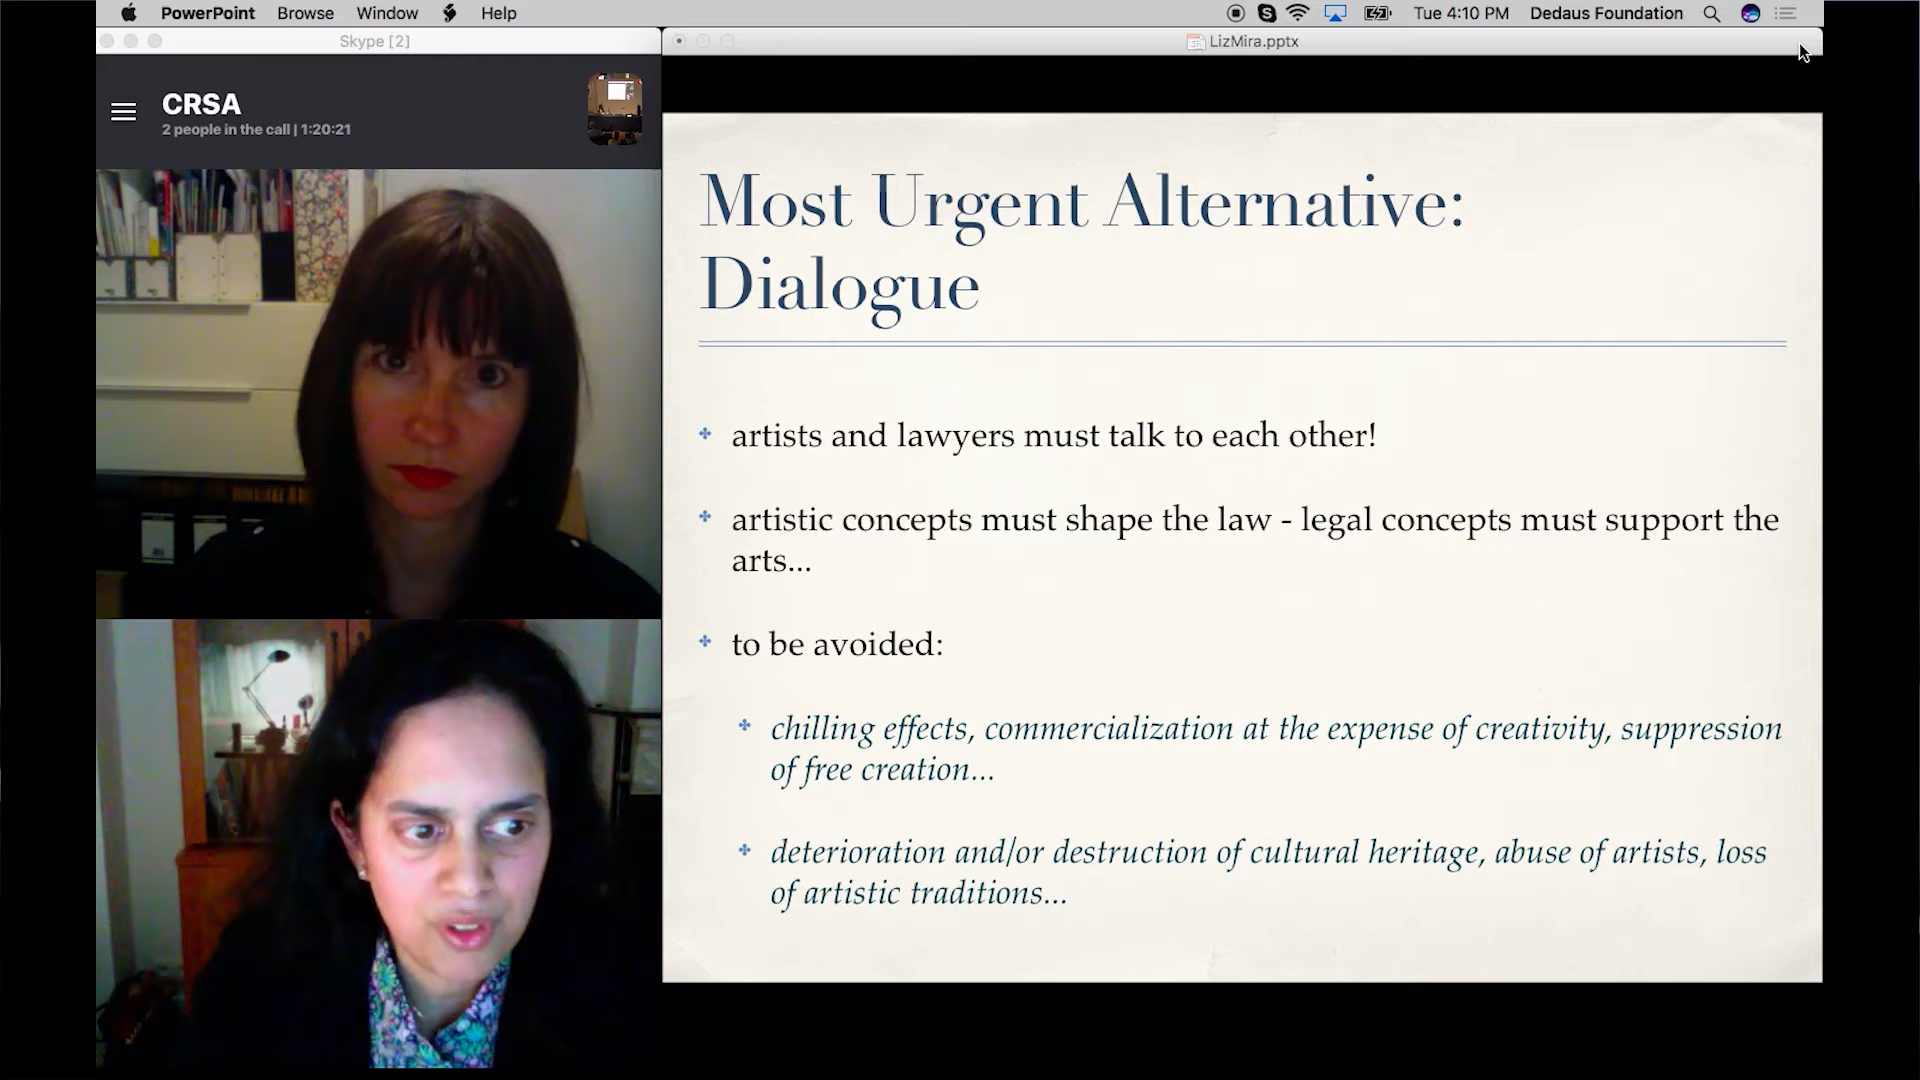 PowerPoint Browse Window Help Tue 4:10 PM Dedaus Foundation
Skype [2]
LizMira.pptx
CRSA
2 people in the call | 1:20:21
Most Urgent Alternative:
Dialogue
artists and lawyers must talk to each other!
artistic concepts must shape the law - legal concepts must support the
arts...
to be avoided:
chilling effects, commercialization at the expense of creativity, suppression
of free creation...
deterioration and/or destruction of cultural heritage, abuse of artists, loss
of artistic traditions...